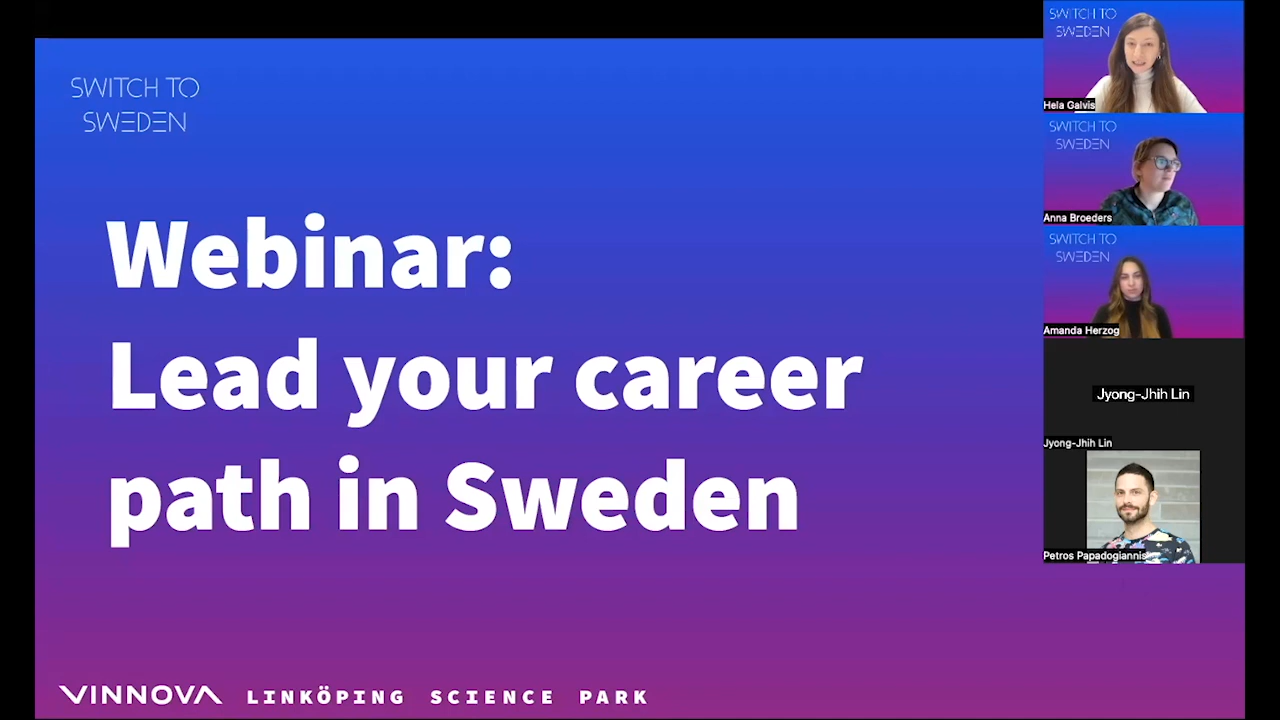 SWITCH TO
SWEDEN
Webinar:
Lead your career
path in Sweden
VINNOVA LINKÖPING SCIENCE PARK
SWITCH TO
SWEDEN
Hela Galvis
SWITCH TO
SWEDEN
Anna Broeders
SWITCH TO
SWEDEN
Amanda Herzog
Jyong-Jhih Lin
Jyong-Jhih Lin
Petros Papadogiannis